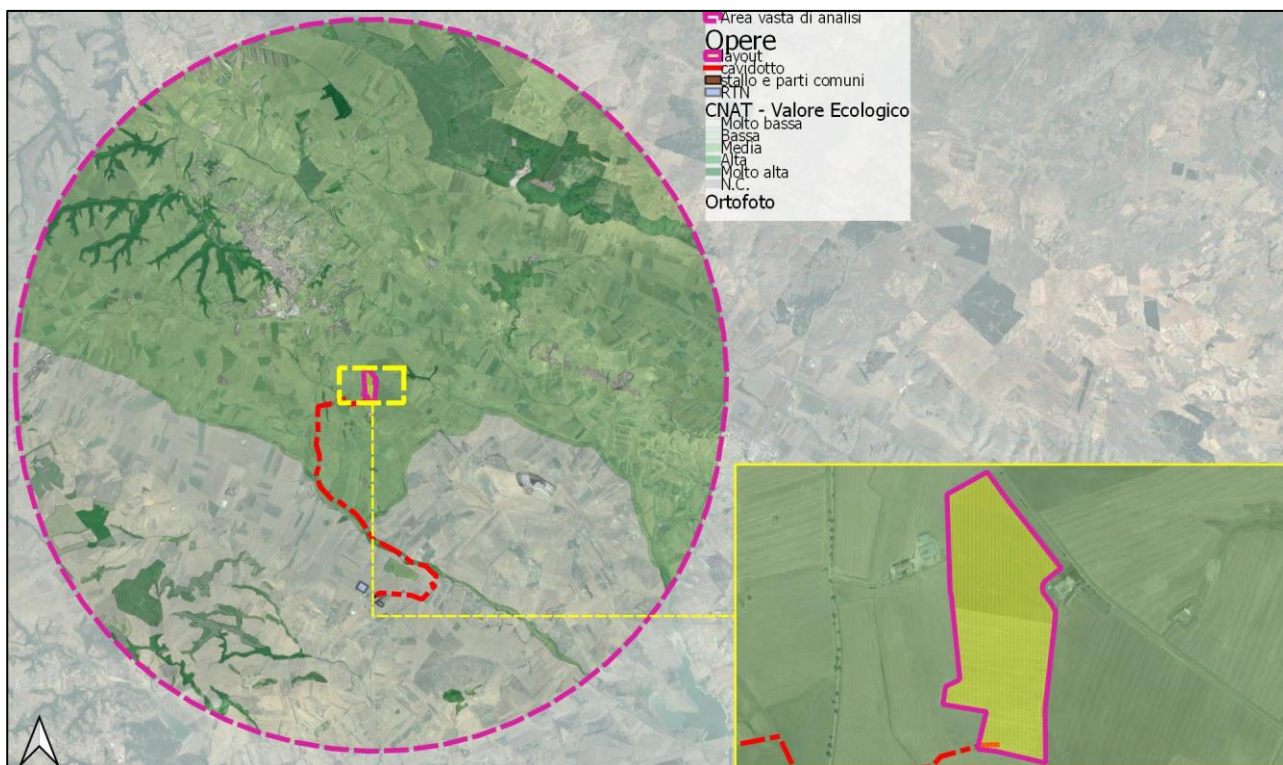 Area vasta di analisi
Opere
layout
cavidotto
stallo e parti comuni
RTN
CNAT - Valore Ecologico
Molto bassa
Bassa
Media
Alta
Molto alta
N.C.
Ortofoto